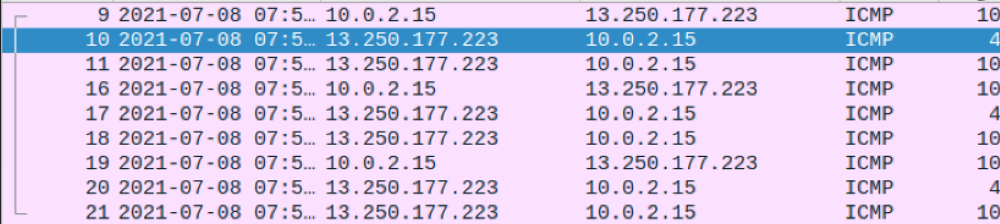 9 2021-07-08 07:5… 10.0.2.15 13.250.177.223 ICMP 10
10 2021-07-08 07:5… 13.250.177.223 10.0.2.15 ICMP 4
11 2021-07-08 07:5… 13.250.177.223 10.0.2.15 ICMP 10
16 2021-07-08 07:5… 10.0.2.15 13.250.177.223 ICMP 10
17 2021-07-08 07:5… 13.250.177.223 10.0.2.15 ICMP 4
18 2021-07-08 07:5… 13.250.177.223 10.0.2.15 ICMP 10
19 2021-07-08 07:5… 10.0.2.15 13.250.177.223 ICMP 10
20 2021-07-08 07:5… 13.250.177.223 10.0.2.15 ICMP 4
21 2021-07-08 07:5… 13.250.177.223 10.0.2.15 ICMP 10